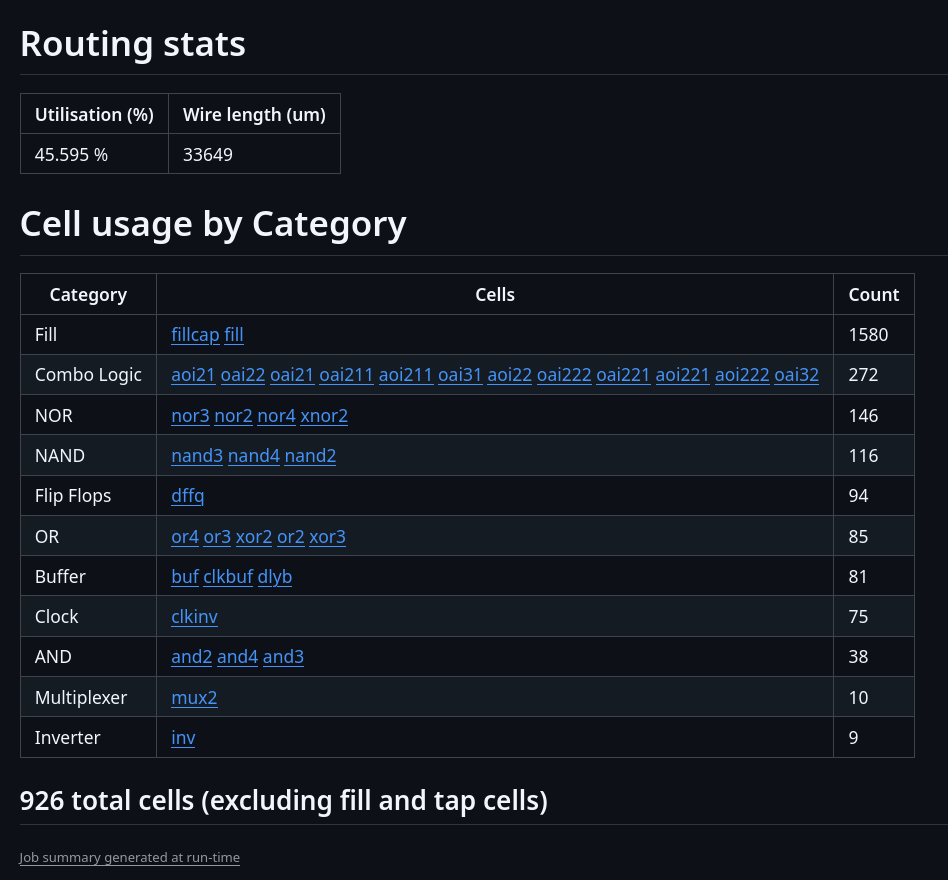 Routing stats
Utilisation (%) Wire length (um)
45.595 % 33649
Cell usage by Category
Category Cells Count
Fill fillcap fill 1580
Combo Logic aoi21 oai22 oai21 oai211 aoi211 oai31 aoi22 oai222 oai221 aoi221 aoi222 oai32 272
NOR nor3 nor2 nor4 xnor2 146
NAND nand3 nand4 nand2 116
Flip Flops dffq 94
OR or4 or3 xor2 or2 xor3 85
Buffer buf clkbuf dlyb 81
Clock clkinv 75
AND and2 and4 and3 38
Multiplexer mux2 10
Inverter inv 9
926 total cells (excluding fill and tap cells)
Job summary generated at run-time